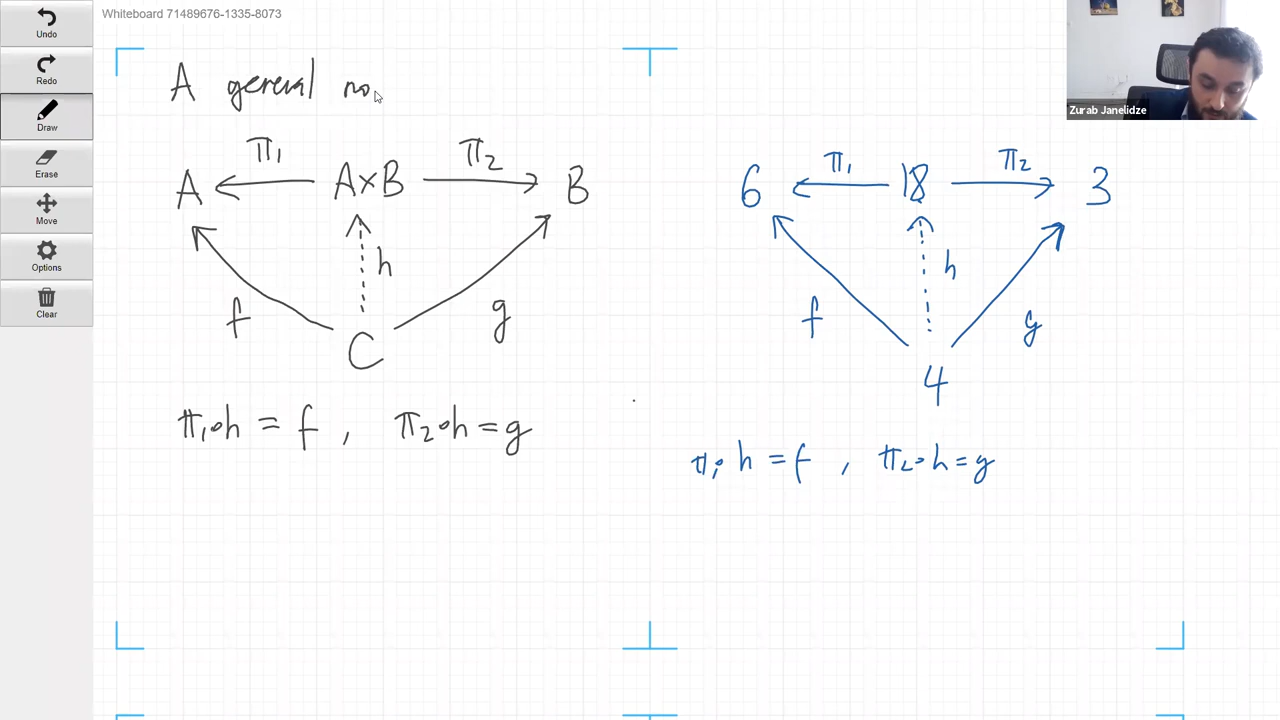 Whiteboard 71489676-1335-8073
Undo
Redo
Draw
Erase
Move
Options
Clear
Zurab Janelidze
A general no
A π₁ A×B π₂ B
f h g
C
π₁∘h = f , π₂∘h = g
6 π₁ 18 π₂ 3
f h g
4
π₁∘h = f , π₂∘h = g